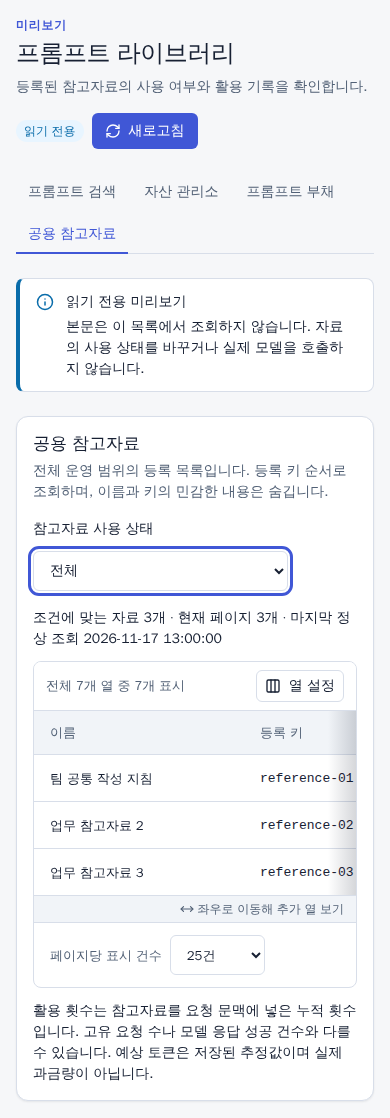 미리보기
프롬프트 라이브러리
등록된 참고자료의 사용 여부와 활용 기록을 확인합니다.
읽기 전용
새로고침
프롬프트 검색
자산 관리소
프롬프트 부채
공용 참고자료
읽기 전용 미리보기
본문은 이 목록에서 조회하지 않습니다. 자료
의 사용 상태를 바꾸거나 실제 모델을 호출하
지 않습니다.
공용 참고자료
전체 운영 범위의 등록 목록입니다. 등록 키 순서로
조회하며, 이름과 키의 민감한 내용은 숨깁니다.
참고자료 사용 상태
전체
조건에 맞는 자료 3개 · 현재 페이지 3개 · 마지막 정
상 조회 2026-11-17 13:00:00
전체 7개 열 중 7개 표시
열 설정
이름 등록 키
팀 공통 작성 지침 reference-01
업무 참고자료 2 reference-02
업무 참고자료 3 reference-03
좌우로 이동해 추가 열 보기
페이지당 표시 건수 25건
활용 횟수는 참고자료를 요청 문맥에 넣은 누적 횟수
입니다. 고유 요청 수나 모델 응답 성공 건수와 다를
수 있습니다. 예상 토큰은 저장된 추정값이며 실제
과금량이 아닙니다.